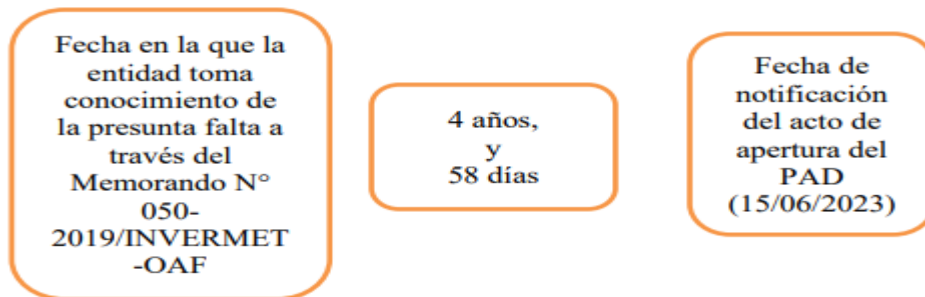 Fecha en la que la
entidad toma
conocimiento de
la presunta falta a
través del
Memorando N°
050-
2019/INVERMET
-OAF
4 años,
y
58 días
Fecha de
notificación
del acto de
apertura del
PAD
(15/06/2023)